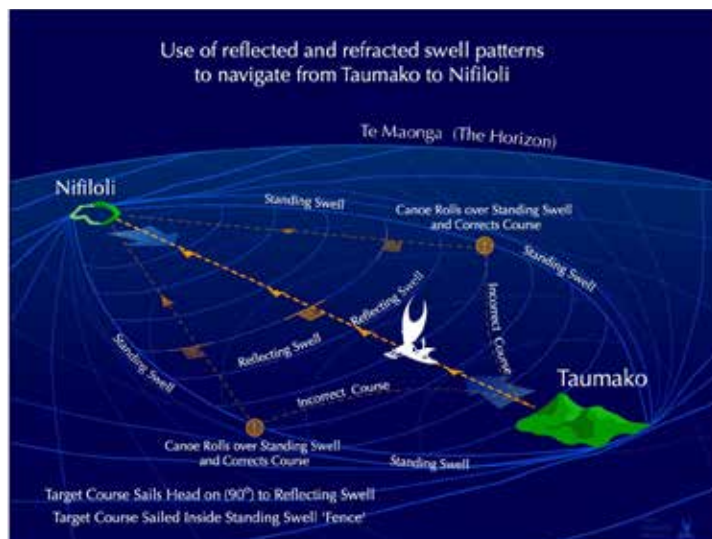 Use of reflected and refracted swell patterns
to navigate from Taumako to Nifiloli
Te Maonga (The Horizon)
Nifiloli
Standing Swell
Canoe Rolls over Standing Swell
and Corrects Course
Standing Swell
Reflecting Swell
Incorrect Course
Reflecting Swell
Standing Swell
Taumako
Incorrect Course
Canoe Rolls over Standing Swell
and Corrects Course
Standing Swell
Target Course Sails Head on (90°) to Reflecting Swell
Target Course Sailed Inside Standing Swell 'Fence'